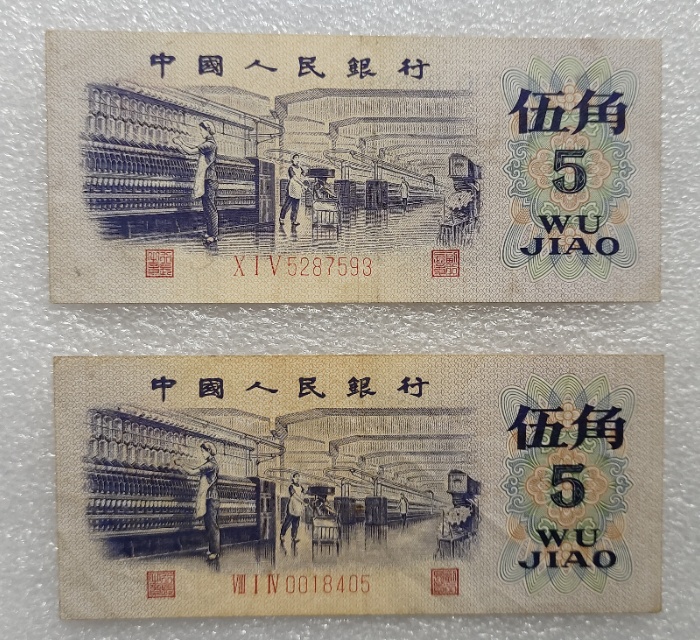 中國人民銀行
伍角
5
WU
JIAO
X I V 5287593
中國人民銀行
伍角
5
WU
JIAO
VIII I IV 0018405